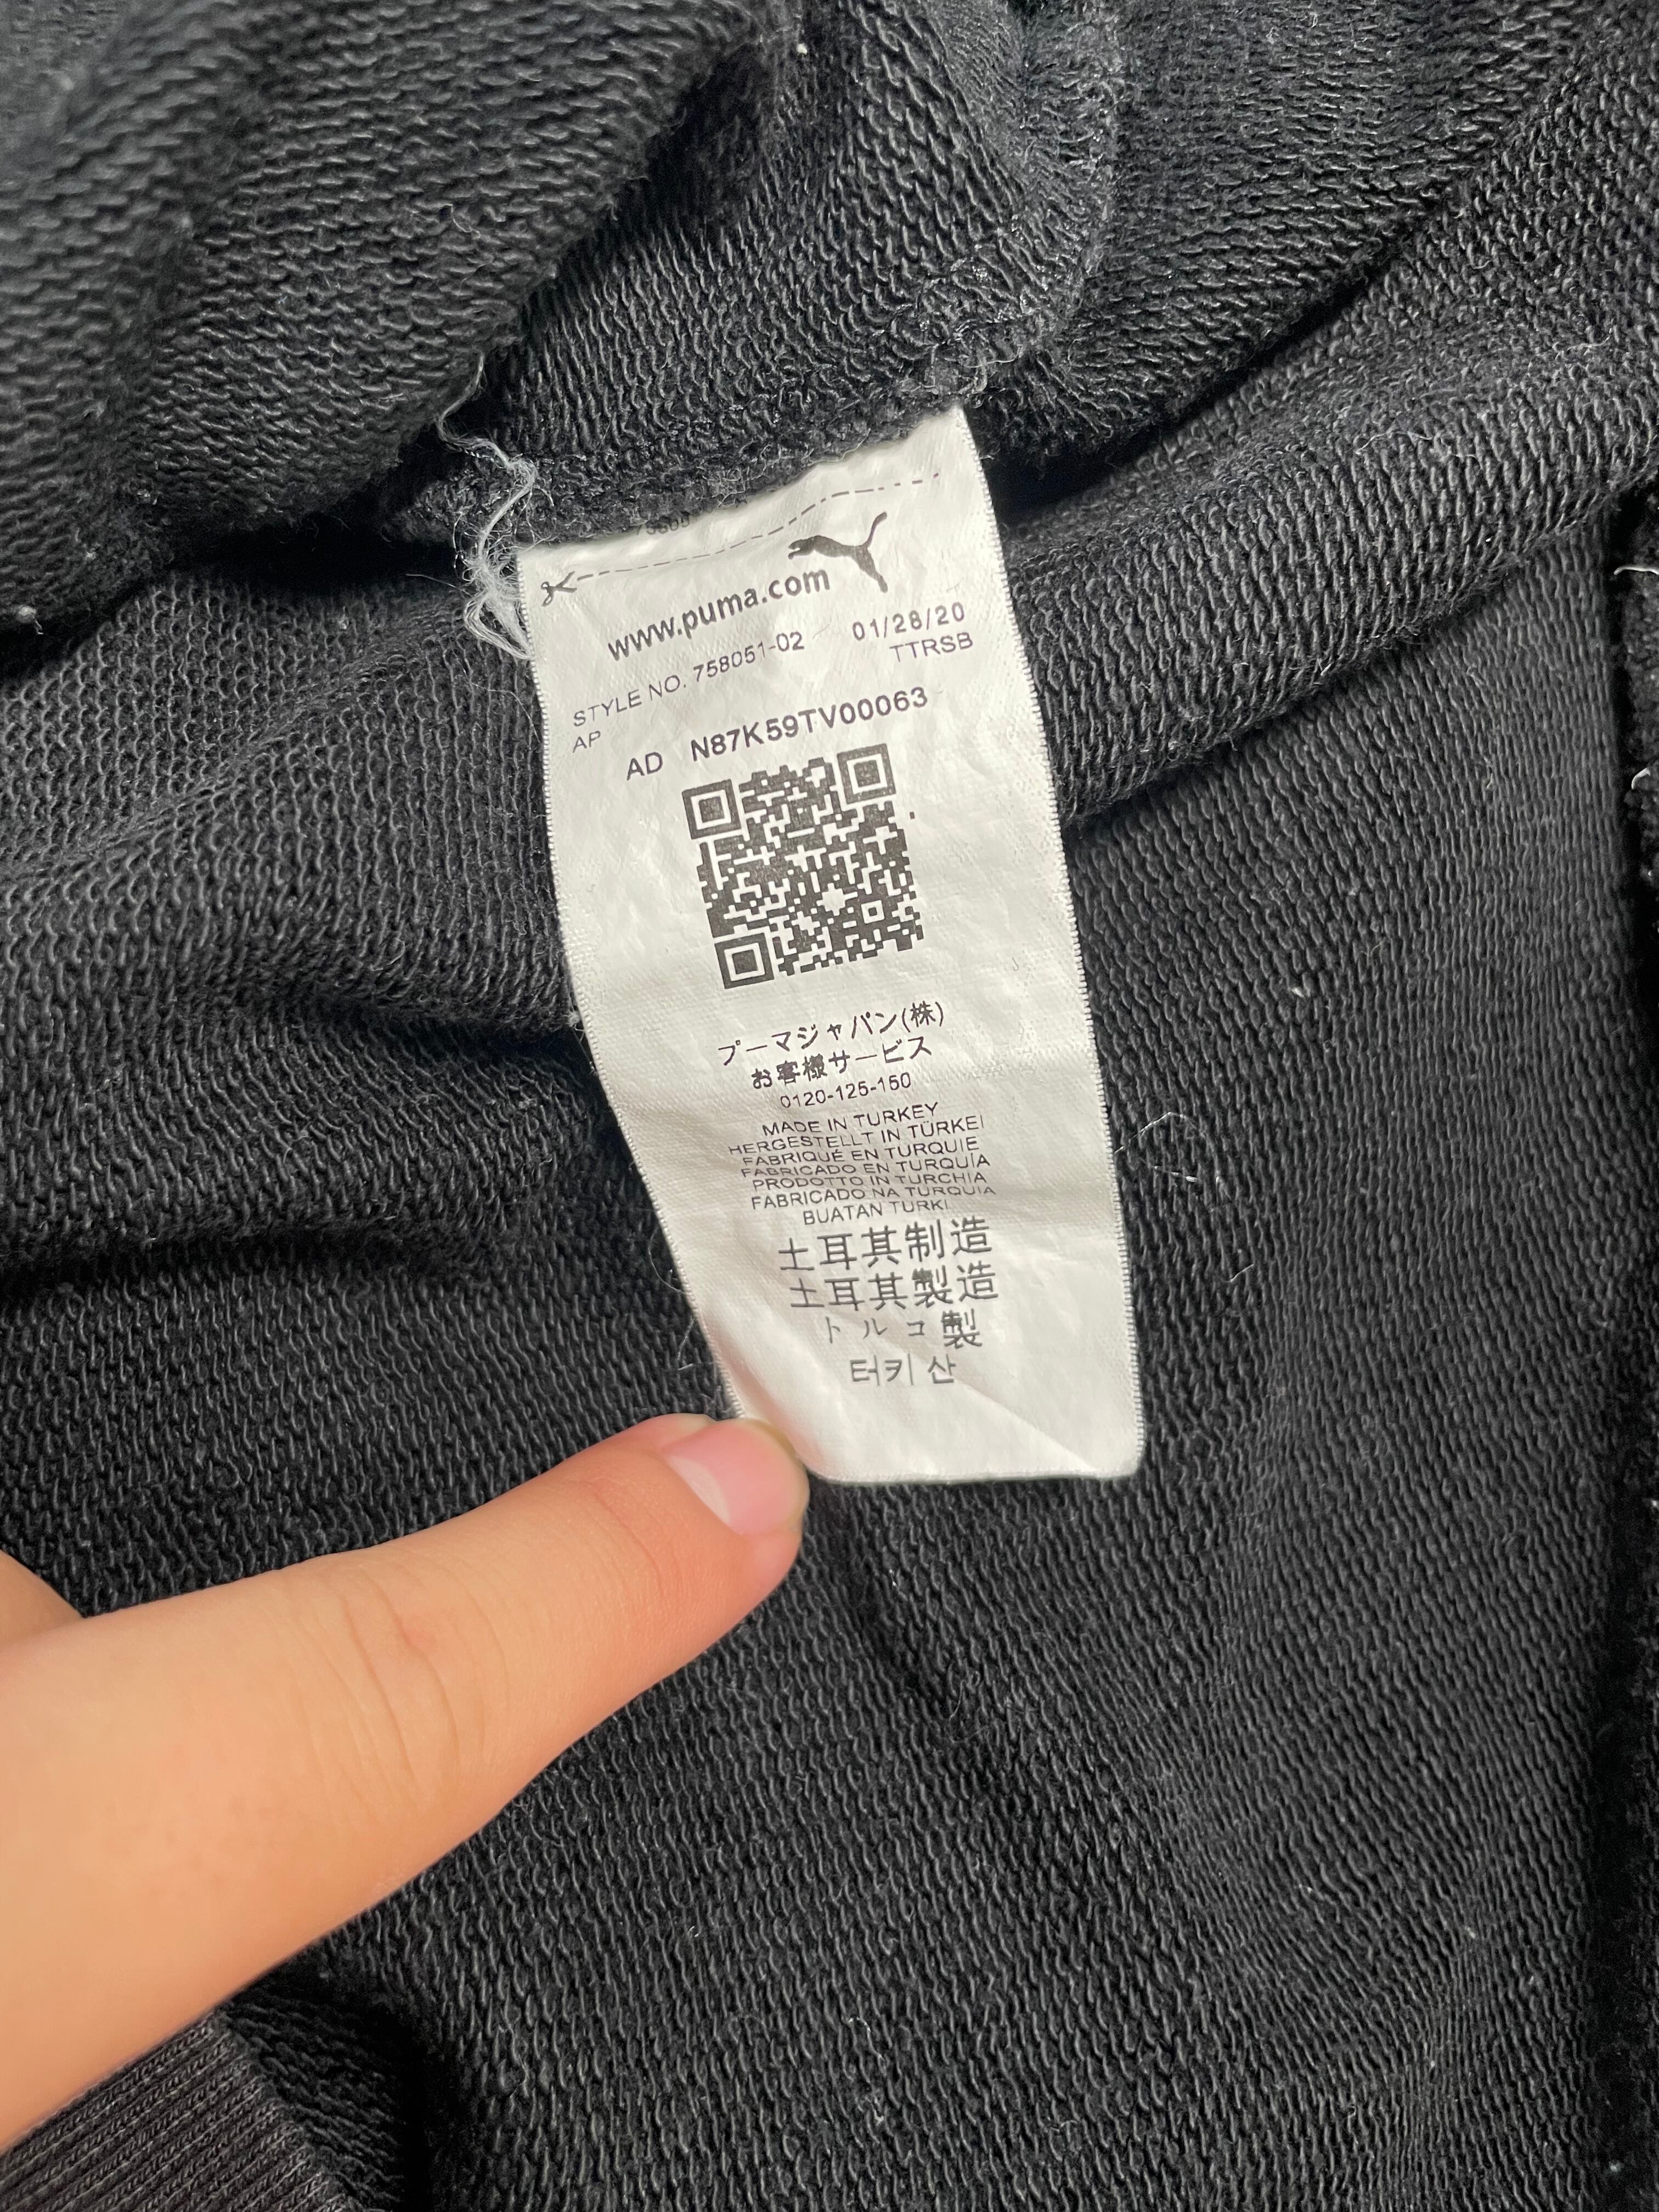 www.puma.com
STYLE NO. 758051-02 01/28/20
AP TTRSB
AD N87K59TV00063
プーマジャパン(株)
お客様サービス
0120-125-150
MADE IN TURKEY
HERGESTELLT IN TÜRKEI
FABRIQUÉ EN TURQUIE
FABRICADO EN TURQUÍA
PRODOTTO IN TURCHIA
FABRICADO NA TURQUIA
BUATAN TURKI
土耳其制造
土耳其製造
トルコ製
터키 산